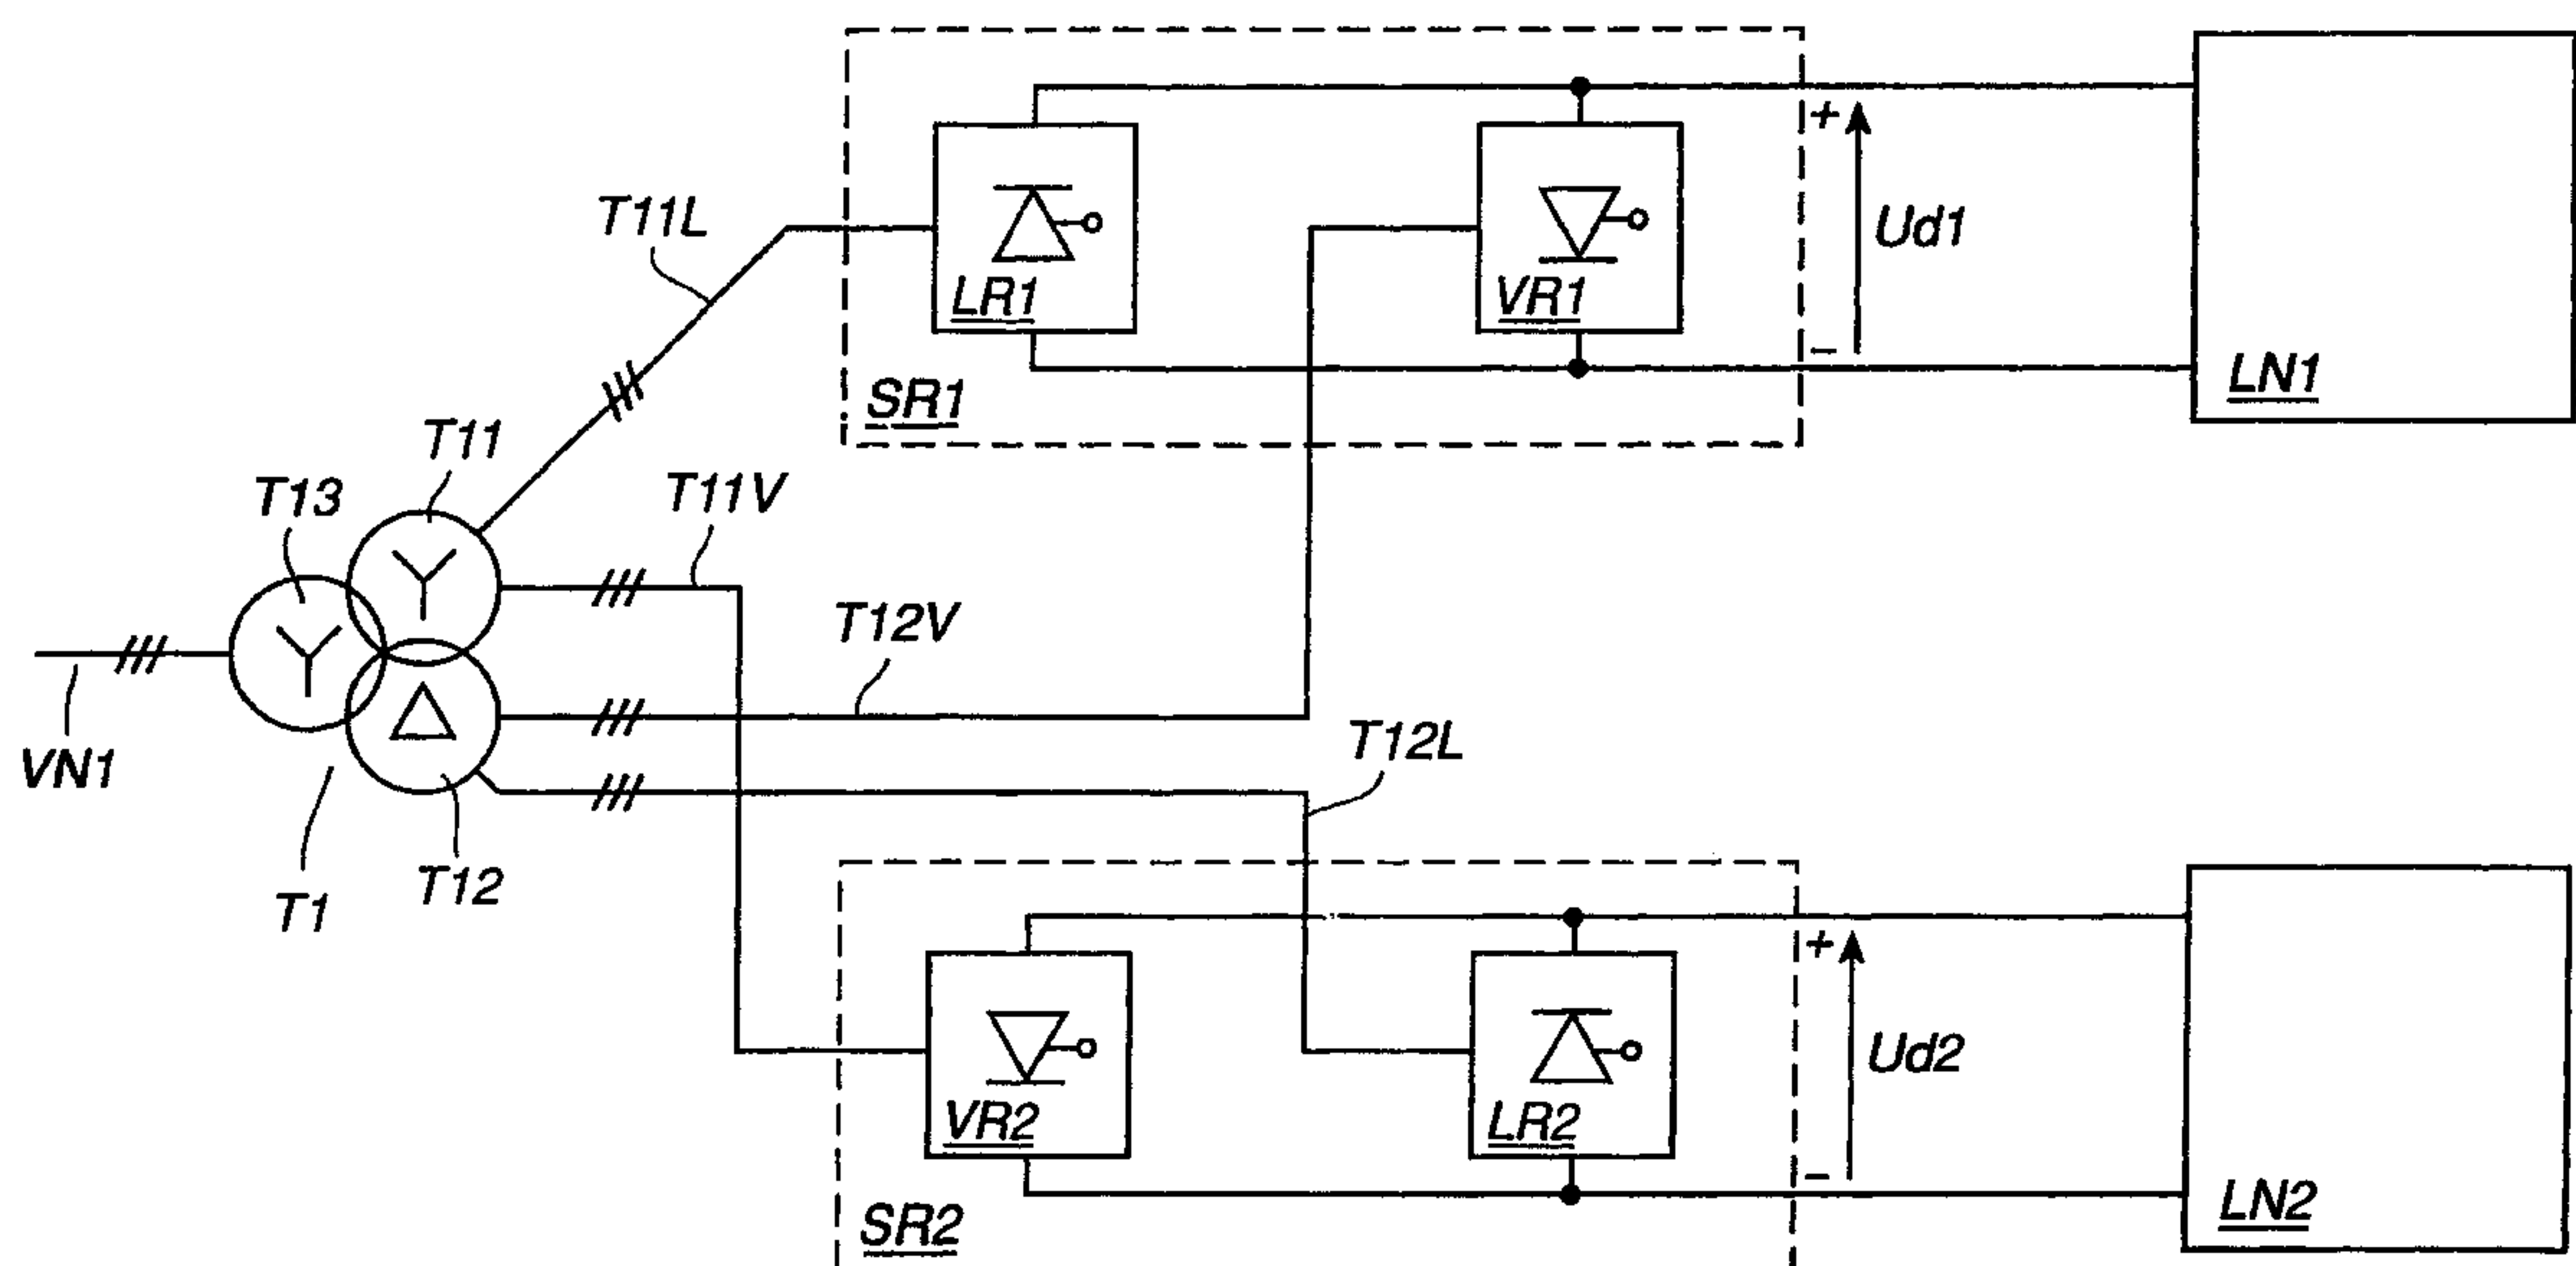 T11L
LR1
VR1
+
Ud1
-
SR1
LN1
T11
T13
T11V
T12V
VN1
T12L
T1
T12
+
Ud2
-
VR2
LR2
SR2
LN2